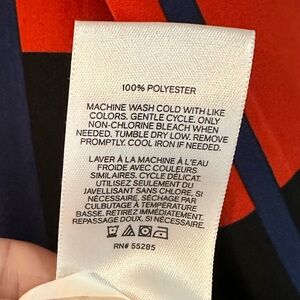 100% POLYESTER
MACHINE WASH COLD WITH LIKE
COLORS. GENTLE CYCLE. ONLY
NON-CHLORINE BLEACH WHEN
NEEDED. TUMBLE DRY LOW. REMOVE
PROMPTLY. COOL IRON IF NEEDED.
LAVER À LA MACHINE À L'EAU
FROIDE AVEC COULEURS
SIMILAIRES. CYCLE DÉLICAT.
UTILISEZ SEULEMENT DU
JAVELLISANT SANS CHLORE, SI
NÉCESSAIRE. SÉCHAGE PAR
CULBUTAGE À TEMPÉRATURE
BASSE. RETIREZ IMMÉDIATEMENT.
REPASSAGE DOUX, SI NÉCESSAIRE.
RN# 55285